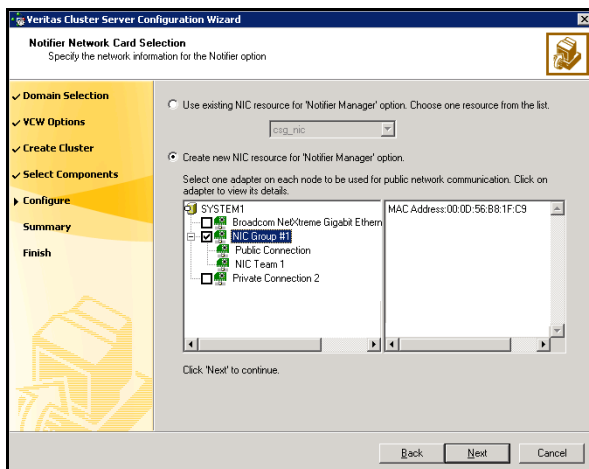 Veritas Cluster Server Configuration Wizard
Notifier Network Card Selection
Specify the network information for the Notifier option
Domain Selection
VCW Options
Create Cluster
Select Components
Configure
Summary
Finish
Use existing NIC resource for 'Notifier Manager' option. Choose one resource from the list.
csg_nic
Create new NIC resource for 'Notifier Manager' option.
Select one adapter on each node to be used for public network communication. Click on
adapter to view its details.
SYSTEM1
Broadcom NetXtreme Gigabit Ethern
NIC Group #1
Public Connection
NIC Team 1
Private Connection 2
MAC Address:00:0D:56:B8:1F:C9
Click 'Next' to continue.
Back
Next
Cancel